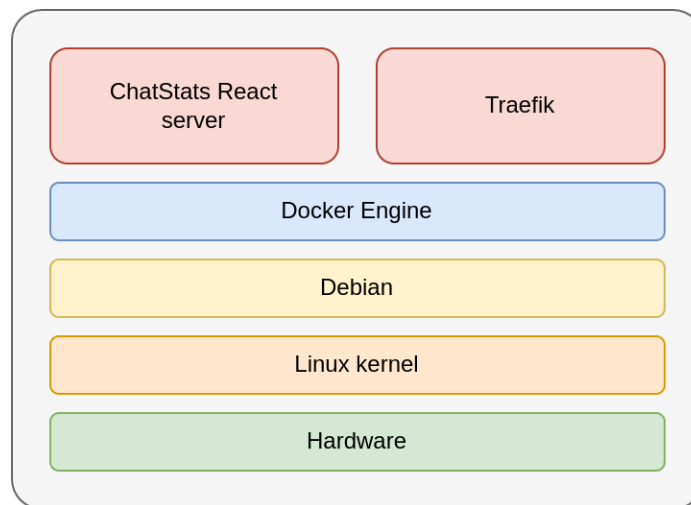 ChatStats React
server
Traefik
Docker Engine
Debian
Linux kernel
Hardware